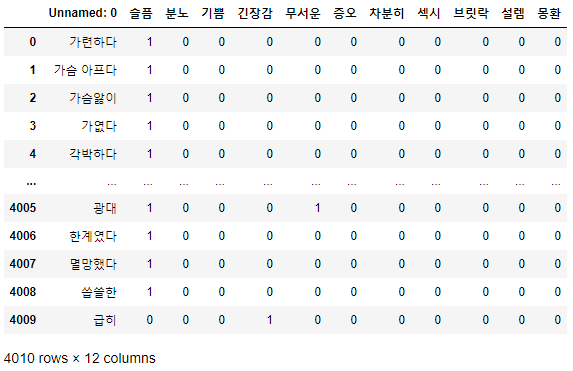 Unnamed: 0 슬픔 분노 기쁨 긴장감 무서운 증오 차분히 섹시 브릿락 설렘 몽환
0 가련하다 1 0 0 0 0 0 0 0 0 0 0
1 가슴 아프다 1 0 0 0 0 0 0 0 0 0 0
2 가슴앓이 1 0 0 0 0 0 0 0 0 0 0
3 가엾다 1 0 0 0 0 0 0 0 0 0 0
4 각박하다 1 0 0 0 0 0 0 0 0 0 0
... ... ... ... ... ... ... ... ... ... ... ... ...
4005 광대 1 0 0 0 1 0 0 0 0 0 0
4006 한계였다 1 0 0 0 0 0 0 0 0 0 0
4007 멸망했다 1 0 0 0 0 0 0 0 0 0 0
4008 씁쓸한 1 0 0 0 0 0 0 0 0 0 0
4009 급히 0 0 0 1 0 0 0 0 0 0 0
4010 rows × 12 columns